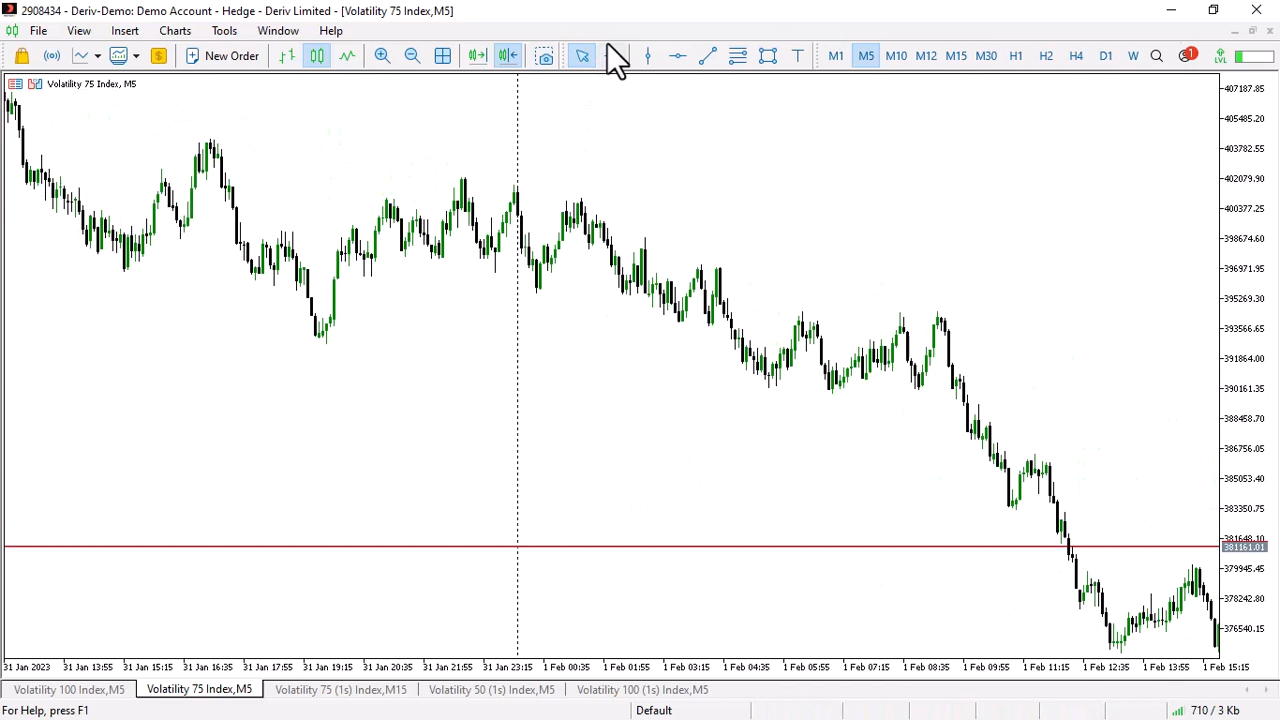 2908434 - Deriv-Demo: Demo Account - Hedge - Deriv Limited - [Volatility 75 Index,M5]
File View Insert Charts Tools Window Help
New Order M1 M5 M10 M12 M15 M30 H1 H2 H4 D1 W 1 LVL
Volatility 75 Index, M5
407187.85
405485.20
403782.55
402079.90
400377.25
398674.60
396971.95
395269.30
393566.65
391864.00
390161.35
388458.70
386756.05
385053.40
383350.75
381648.10
381161.01
379945.45
378242.80
376540.15
31 Jan 2023 31 Jan 13:55 31 Jan 15:15 31 Jan 16:35 31 Jan 17:55 31 Jan 19:15 31 Jan 20:35 31 Jan 21:55 31 Jan 23:15 1 Feb 00:35 1 Feb 01:55 1 Feb 03:15 1 Feb 04:35 1 Feb 05:55 1 Feb 07:15 1 Feb 08:35 1 Feb 09:55 1 Feb 11:15 1 Feb 12:35 1 Feb 13:55 1 Feb 15:15
Volatility 100 Index,M5 Volatility 75 Index,M5 Volatility 75 (1s) Index,M15 Volatility 50 (1s) Index,M5 Volatility 100 (1s) Index,M5
For Help, press F1 Default 710 / 3 Kb